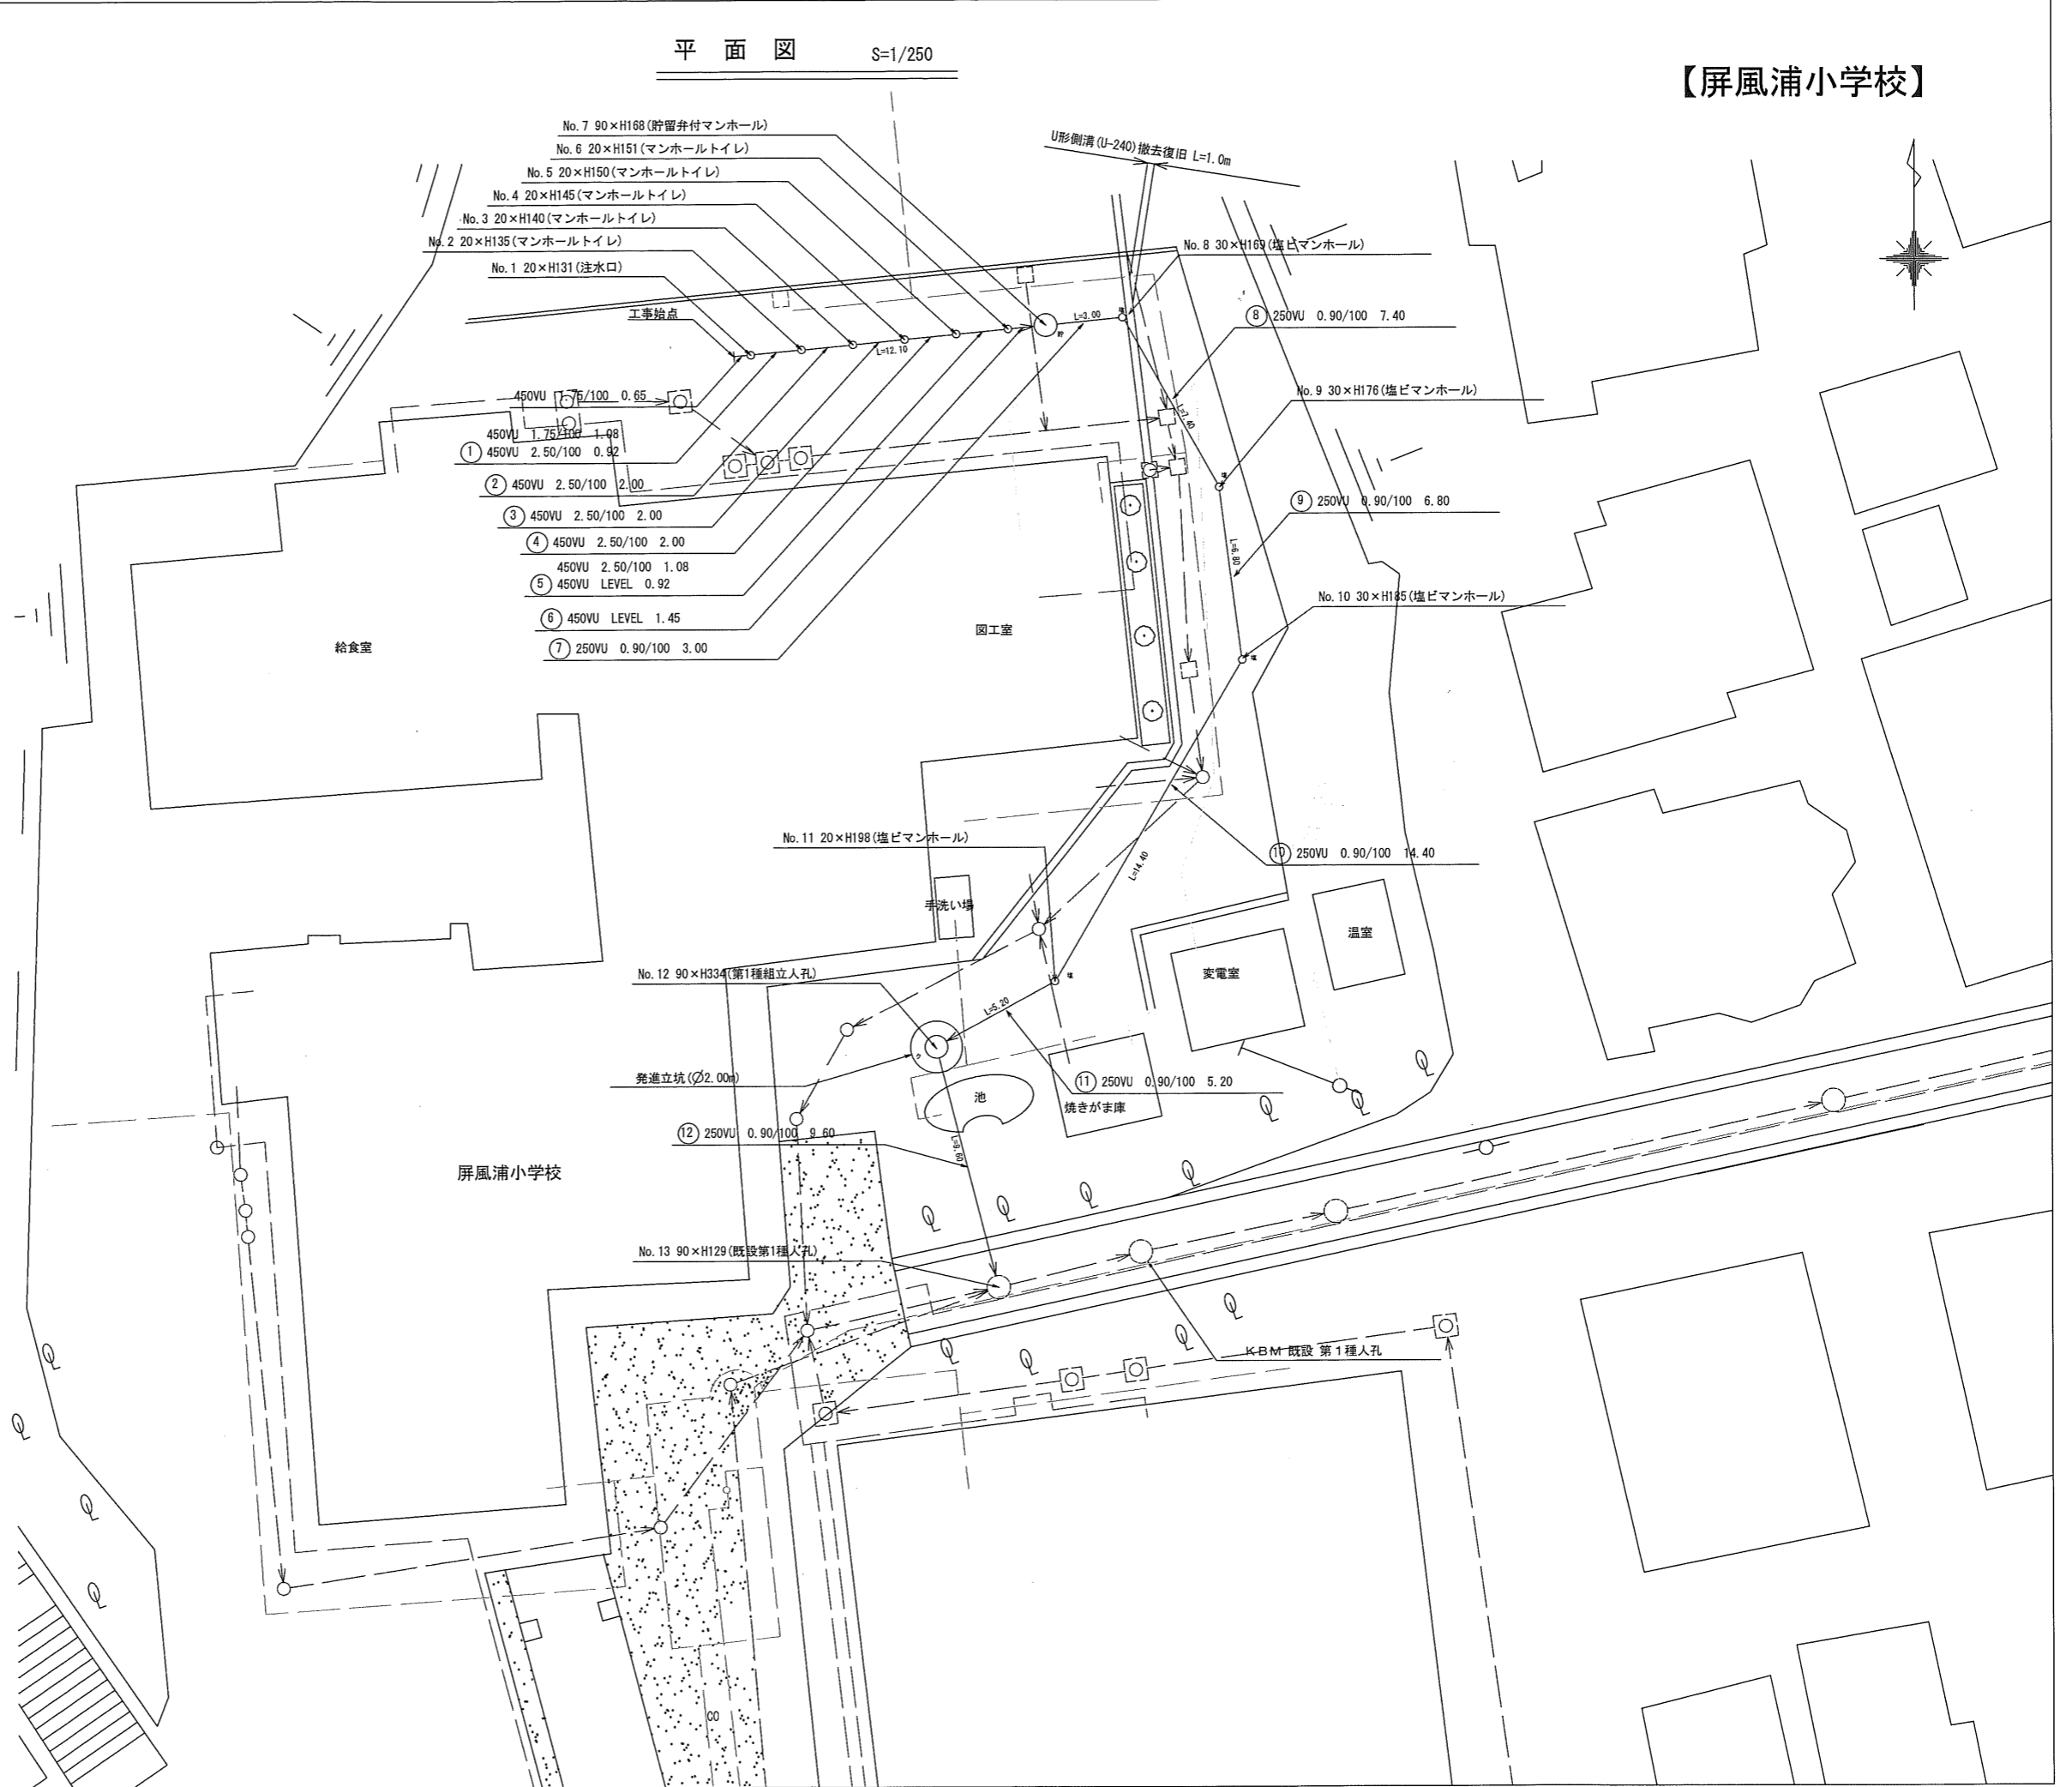 平 面 図 S=1/250
【屏風浦小学校】
No.7 90×H168(貯留弁付マンホール)
No.6 20×H151(マンホールトイレ)
No.5 20×H150(マンホールトイレ)
No.4 20×H145(マンホールトイレ)
No.3 20×H140(マンホールトイレ)
No.2 20×H135(マンホールトイレ)
No.1 20×H131(注水口)
工事始点
U形側溝(U-240)撤去復旧 L=1.0m
No.8 30×H169(塩ビマンホール)
L=3.00
塩
貯
L=12.10
⑧ 250VU 0.90/100 7.40
No.9 30×H176(塩ビマンホール)
L=7.40
塩
450VU 1.75/100 0.65
450VU 1.75/100 1.08
① 450VU 2.50/100 0.92
② 450VU 2.50/100 2.00
③ 450VU 2.50/100 2.00
④ 450VU 2.50/100 2.00
450VU 2.50/100 1.08
⑤ 450VU LEVEL 0.92
⑥ 450VU LEVEL 1.45
⑦ 250VU 0.90/100 3.00
⑨ 250VU 0.90/100 6.80
L=6.80
No.10 30×H185(塩ビマンホール)
塩
給食室
図工室
No.11 20×H198(塩ビマンホール)
⑩ 250VU 0.90/100 14.40
L=14.40
手洗い場
温室
変電室
No.12 90×H334(第1種組立人孔)
塩
L=5.20
発進立坑(∅2.00m)
⑪ 250VU 0.90/100 5.20
池
焼きがま庫
⑫ 250VU 0.90/100 9.60
L=9.60
屏風浦小学校
No.13 90×H129(既設第1種人孔)
KBM 既設 第1種人孔
CO